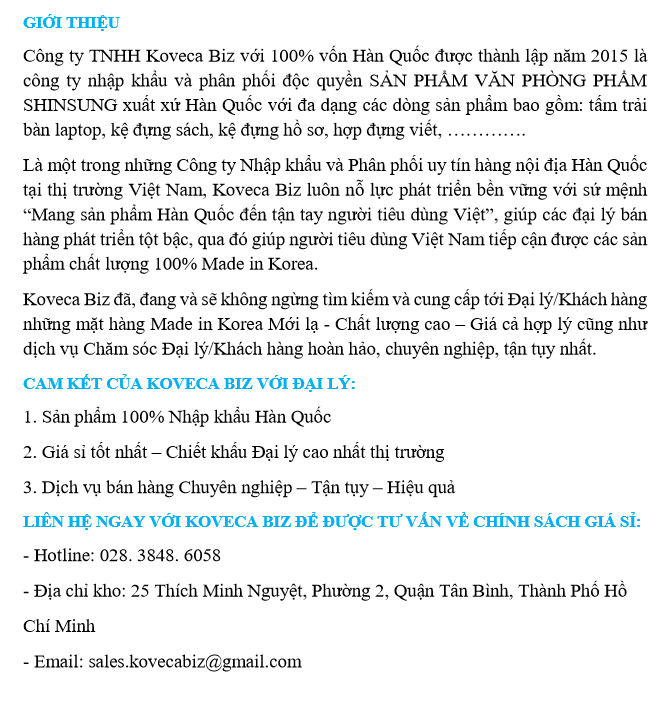 GIỚI THIỆU
Công ty TNHH Koveca Biz với 100% vốn Hàn Quốc được thành lập năm 2015 là
công ty nhập khẩu và phân phối độc quyền SẢN PHẨM VĂN PHÒNG PHẨM
SHINSUNG xuất xứ Hàn Quốc với đa dạng các dòng sản phẩm bao gồm: tấm trải
bàn laptop, kệ đựng sách, kệ đựng hồ sơ, hợp đựng viết, ………….
Là một trong những Công ty Nhập khẩu và Phân phối uy tín hàng nội địa Hàn Quốc
tại thị trường Việt Nam, Koveca Biz luôn nỗ lực phát triển bền vững với sứ mệnh
“Mang sản phẩm Hàn Quốc đến tận tay người tiêu dùng Việt”, giúp các đại lý bán
hàng phát triển tột bậc, qua đó giúp người tiêu dùng Việt Nam tiếp cận được các sản
phẩm chất lượng 100% Made in Korea.
Koveca Biz đã, đang và sẽ không ngừng tìm kiếm và cung cấp tới Đại lý/Khách hàng
những mặt hàng Made in Korea Mới lạ - Chất lượng cao – Giá cả hợp lý cũng như
dịch vụ Chăm sóc Đại lý/Khách hàng hoàn hảo, chuyên nghiệp, tận tụy nhất.
CAM KẾT CỦA KOVECA BIZ VỚI ĐẠI LÝ:
1. Sản phẩm 100% Nhập khẩu Hàn Quốc
2. Giá sỉ tốt nhất – Chiết khấu Đại lý cao nhất thị trường
3. Dịch vụ bán hàng Chuyên nghiệp – Tận tụy – Hiệu quả
LIÊN HỆ NGAY VỚI KOVECA BIZ ĐỂ ĐƯỢC TƯ VẤN VỀ CHÍNH SÁCH GIÁ SỈ:
- Hotline: 028. 3848. 6058
- Địa chỉ kho: 25 Thích Minh Nguyệt, Phường 2, Quận Tân Bình, Thành Phố Hồ
Chí Minh
- Email: sales.kovecabiz@gmail.com